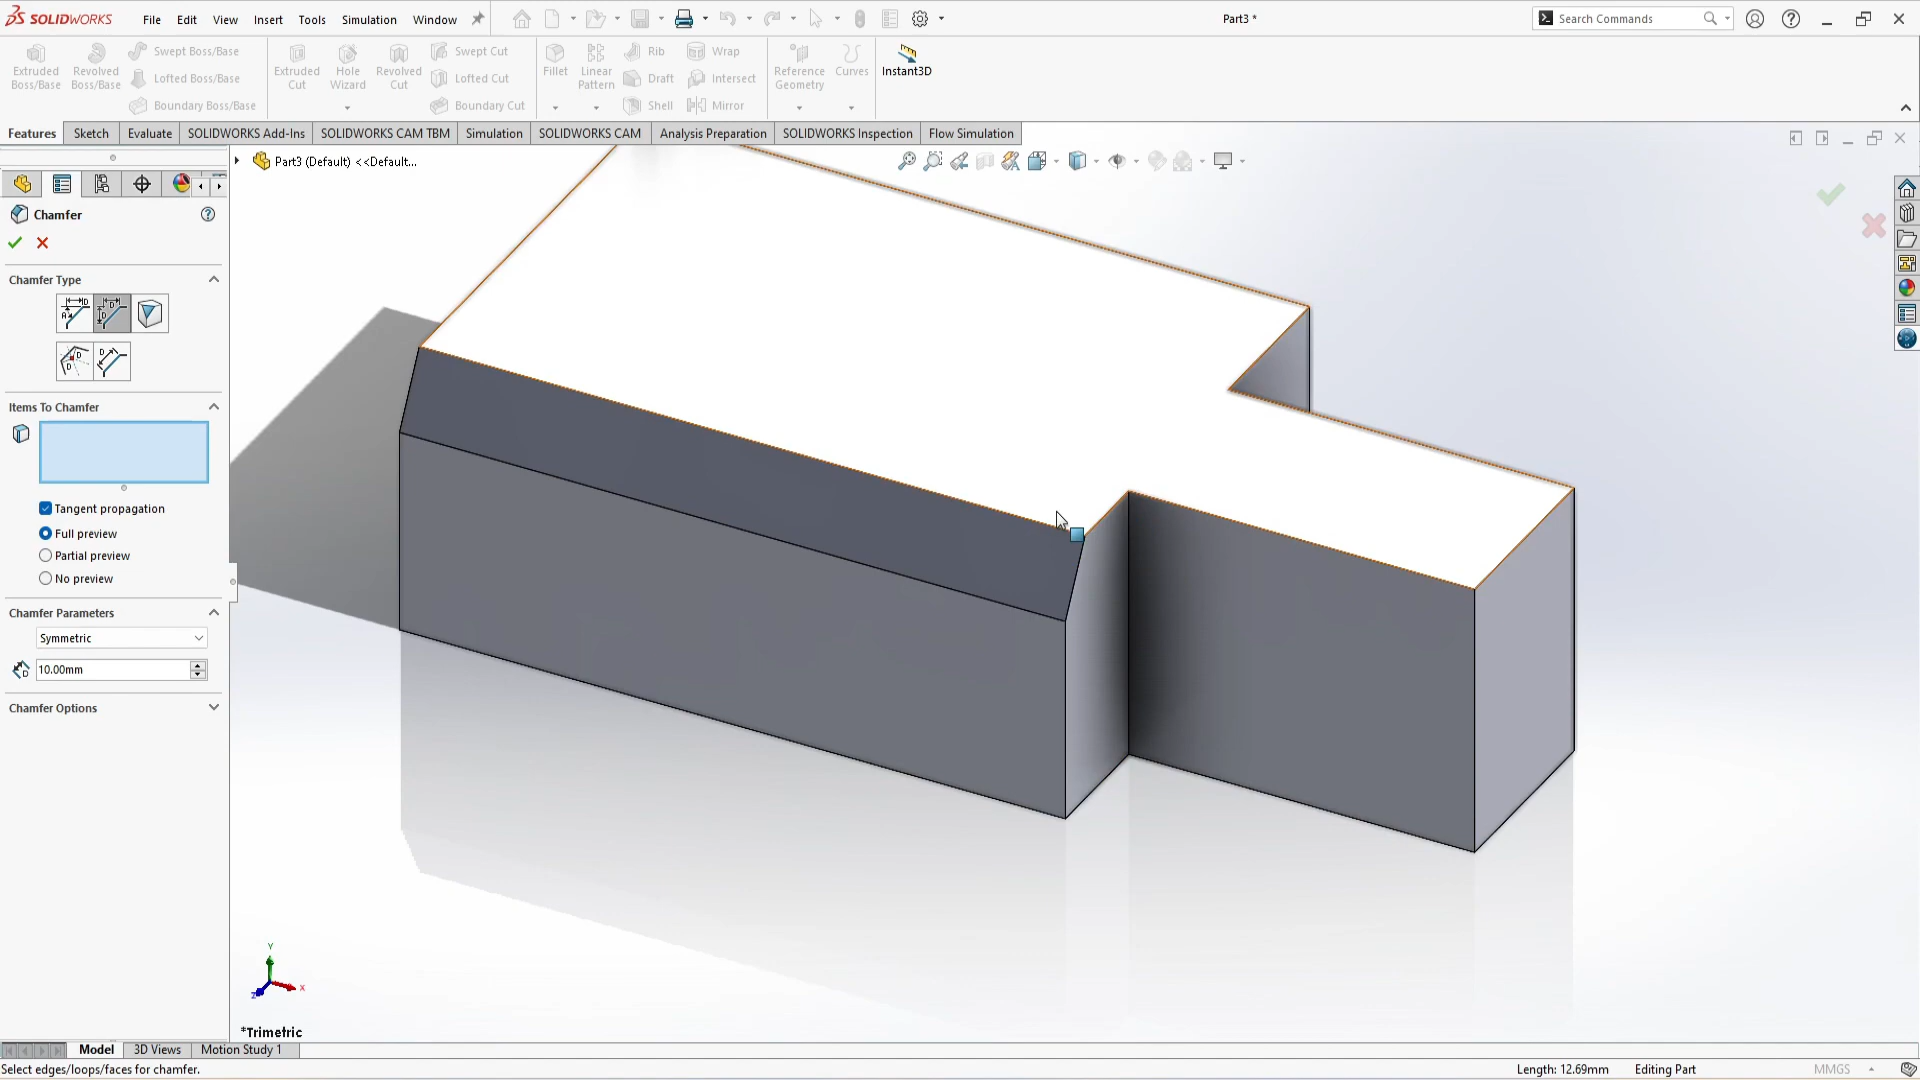 SOLIDWORKS File Edit View Insert Tools Simulation Window Part3 * Search Commands
Extruded Boss/Base
Revolved Boss/Base
Swept Boss/Base
Lofted Boss/Base
Boundary Boss/Base
Extruded Cut
Hole Wizard
Revolved Cut
Swept Cut
Lofted Cut
Boundary Cut
Fillet
Linear Pattern
Rib
Draft
Shell
Wrap
Intersect
Mirror
Reference Geometry
Curves
Instant3D
Features Sketch Evaluate SOLIDWORKS Add-Ins SOLIDWORKS CAM TBM Simulation SOLIDWORKS CAM Analysis Preparation SOLIDWORKS Inspection Flow Simulation
Part3 (Default) <<Default...
Chamfer
Chamfer Type
Items To Chamfer
Tangent propagation
Full preview
Partial preview
No preview
Chamfer Parameters
Symmetric
10.00mm
Chamfer Options
Y
X
Z
*Trimetric
Model 3D Views Motion Study 1
Select edges/loops/faces for chamfer. Length: 12.69mm Editing Part MMGS